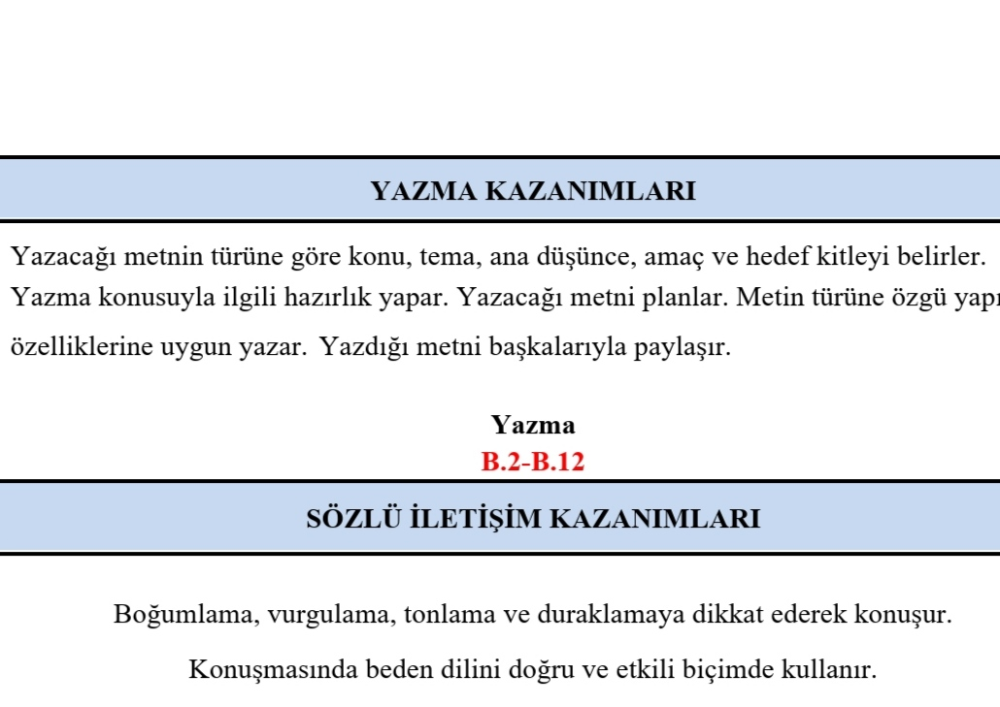 YAZMA KAZANIMLARI
Yazacağı metnin türüne göre konu, tema, ana düşünce, amaç ve hedef kitleyi belirler.
Yazma konusuyla ilgili hazırlık yapar. Yazacağı metni planlar. Metin türüne özgü
özelliklerine uygun yazar. Yazdığı metni başkalarıyla paylaşır.
Yazma
B.2-B.12
SÖZLÜ İLETİŞİM KAZANIMLARI
Boğumlama, vurgulama, tonlama ve duraklamaya dikkat ederek konuşur.
Konuşmasında beden dilini doğru ve etkili biçimde kullanır.